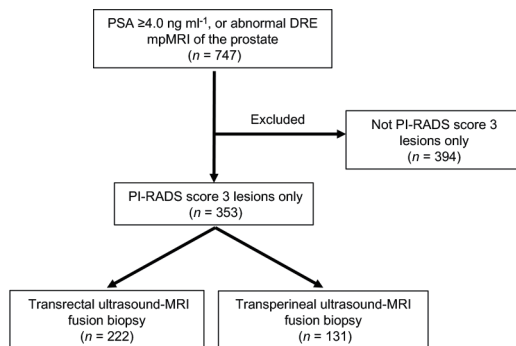 PSA ≥4.0 ng ml⁻¹, or abnormal DRE
mpMRI of the prostate
(n = 747)
Excluded
Not PI-RADS score 3
lesions only
(n = 394)
PI-RADS score 3 lesions only
(n = 353)
Transrectal ultrasound-MRI
fusion biopsy
(n = 222)
Transperineal ultrasound-MRI
fusion biopsy
(n = 131)